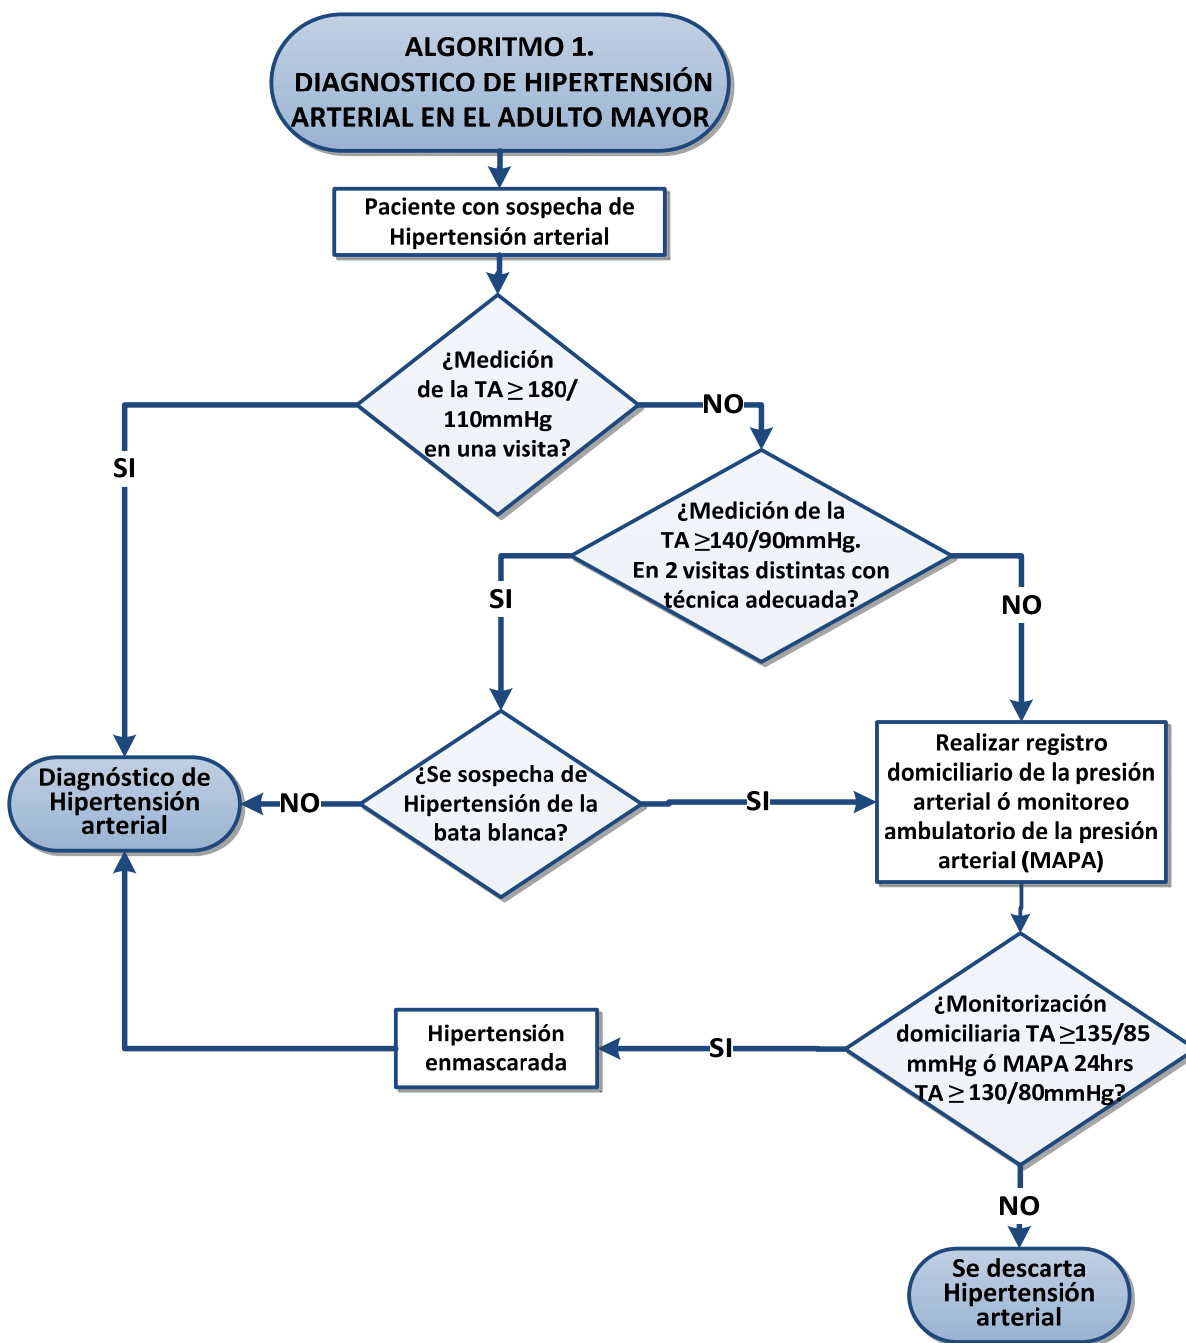 ALGORITMO 1.
DIAGNOSTICO DE HIPERTENSIÓN
ARTERIAL EN EL ADULTO MAYOR
Paciente con sospecha de
Hipertensión arterial
¿Medición
de la TA ≥ 180/
110mmHg
en una visita?
SI
NO
¿Medición de la
TA ≥140/90mmHg.
En 2 visitas distintas con
técnica adecuada?
SI
NO
¿Se sospecha de
Hipertensión de la
bata blanca?
NO
SI
Diagnóstico de
Hipertensión
arterial
Realizar registro
domiciliario de la presión
arterial ó monitoreo
ambulatorio de la presión
arterial (MAPA)
¿Monitorización
domiciliaria TA ≥135/85
mmHg ó MAPA 24hrs
TA ≥ 130/80mmHg?
SI
Hipertensión
enmascarada
NO
Se descarta
Hipertensión
arterial